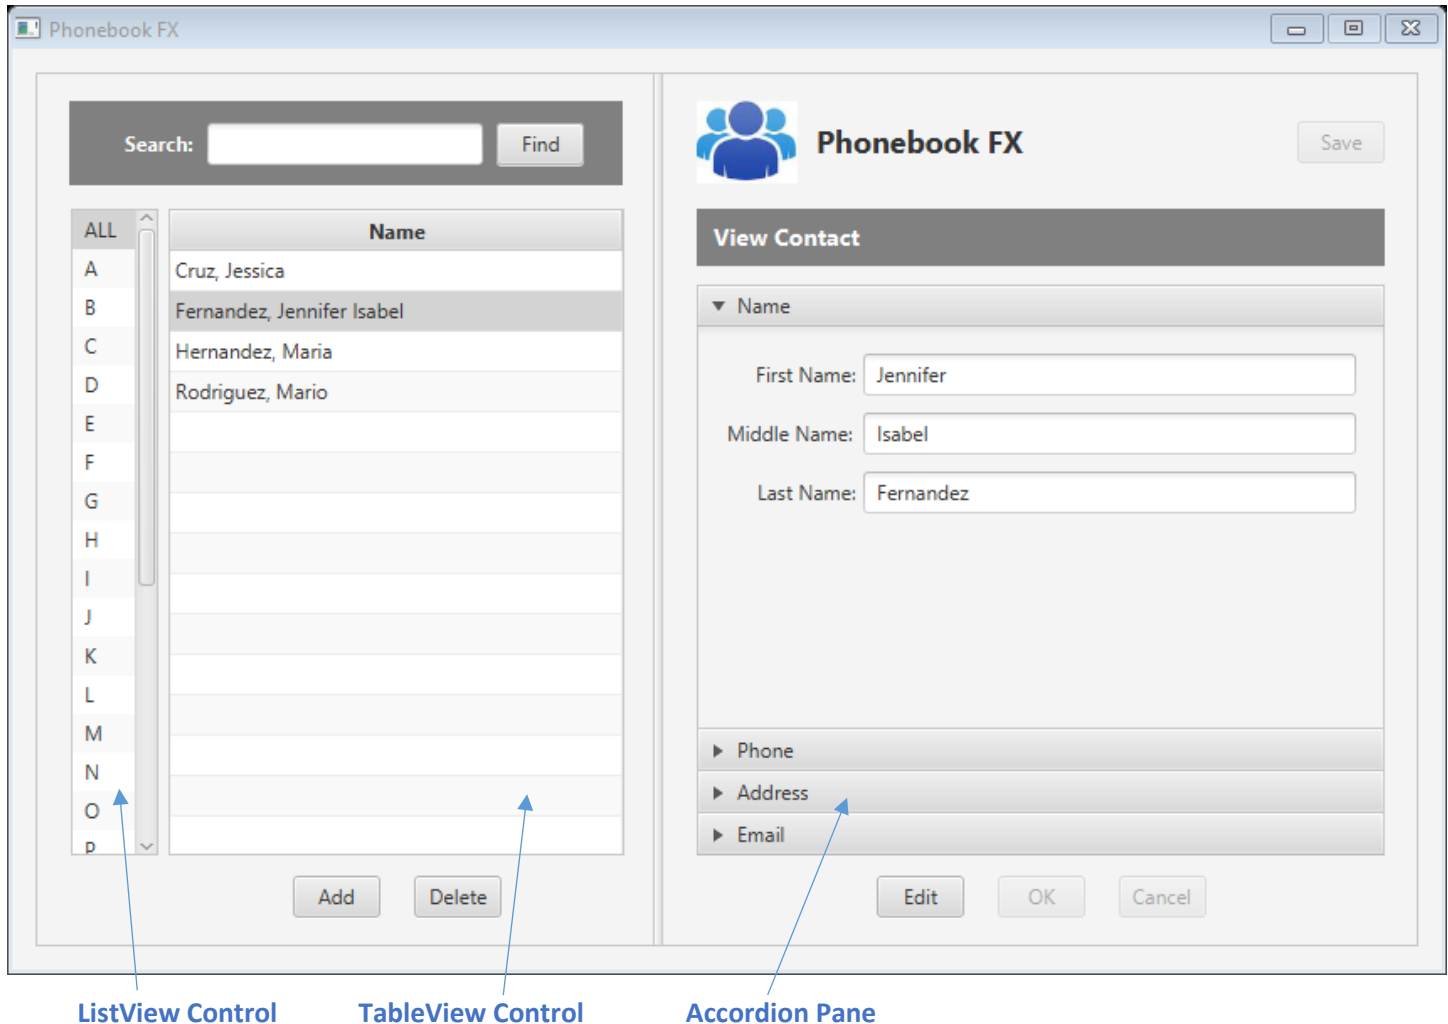 Phonebook FX
Search:
Find
ALL
A
B
C
D
E
F
G
H
I
J
K
L
M
N
O
P
Name
Cruz, Jessica
Fernandez, Jennifer Isabel
Hernandez, Maria
Rodriguez, Mario
Add
Delete
Phonebook FX
Save
View Contact
Name
First Name: Jennifer
Middle Name: Isabel
Last Name: Fernandez
Phone
Address
Email
Edit
OK
Cancel
ListView Control
TableView Control
Accordion Pane